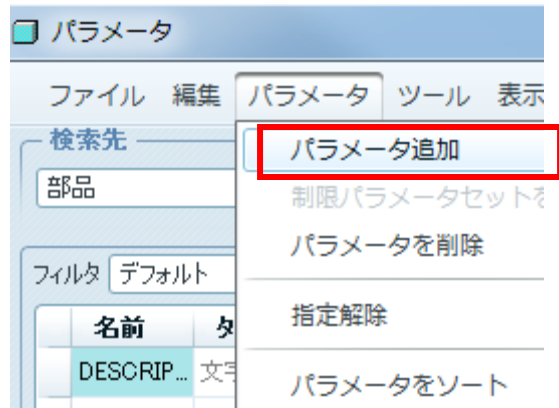 パラメータ
ファイル 編集 パラメータ ツール 表示
検索先
パラメータ追加
部品
制限パラメータセットを
パラメータを削除
フィルタ デフォルト
指定解除
名前 タ
DESCRIP... 文字
パラメータをソート